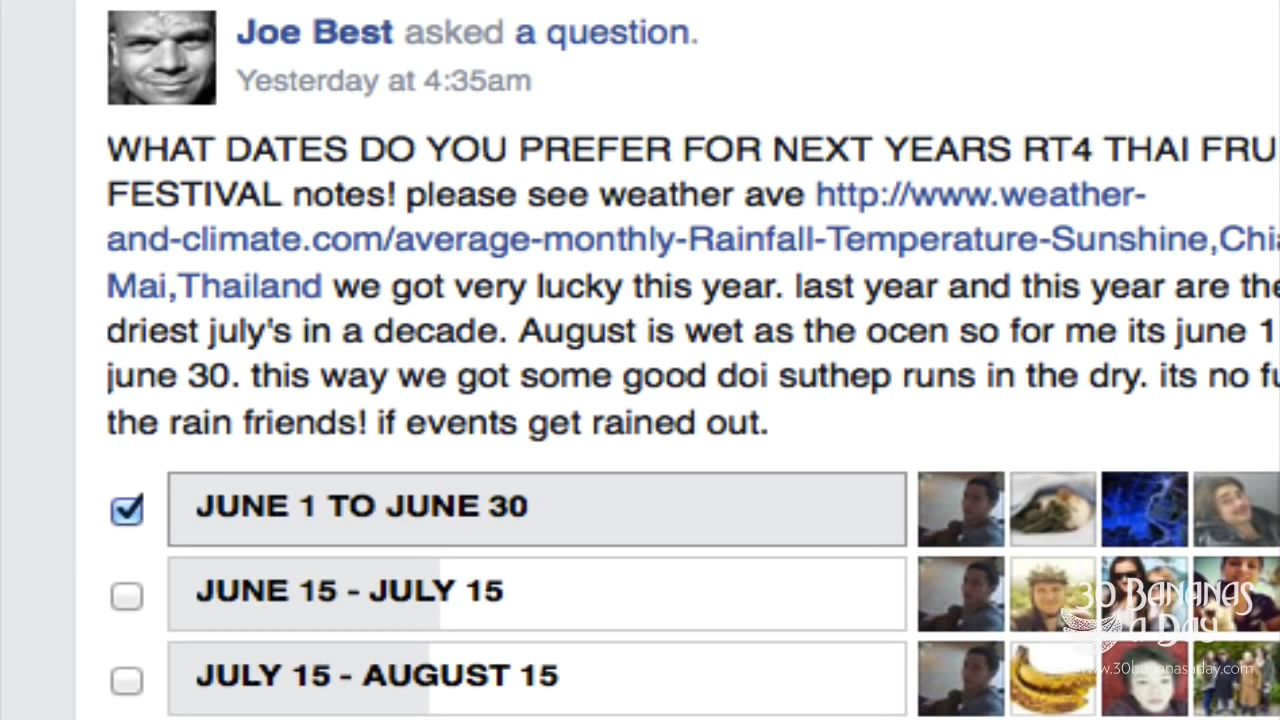 Joe Best asked a question.
Yesterday at 4:35am
WHAT DATES DO YOU PREFER FOR NEXT YEARS RT4 THAI FRU
FESTIVAL notes! please see weather ave http://www.weather-
and-climate.com/average-monthly-Rainfall-Temperature-Sunshine,Chia
Mai,Thailand we got very lucky this year. last year and this year are the
driest july's in a decade. August is wet as the ocen so for me its june 1
june 30. this way we got some good doi suthep runs in the dry. its no fu
the rain friends! if events get rained out.
JUNE 1 TO JUNE 30
JUNE 15 - JULY 15
JULY 15 - AUGUST 15
30 BANANAS
a DAY
www.30bananasaday.com